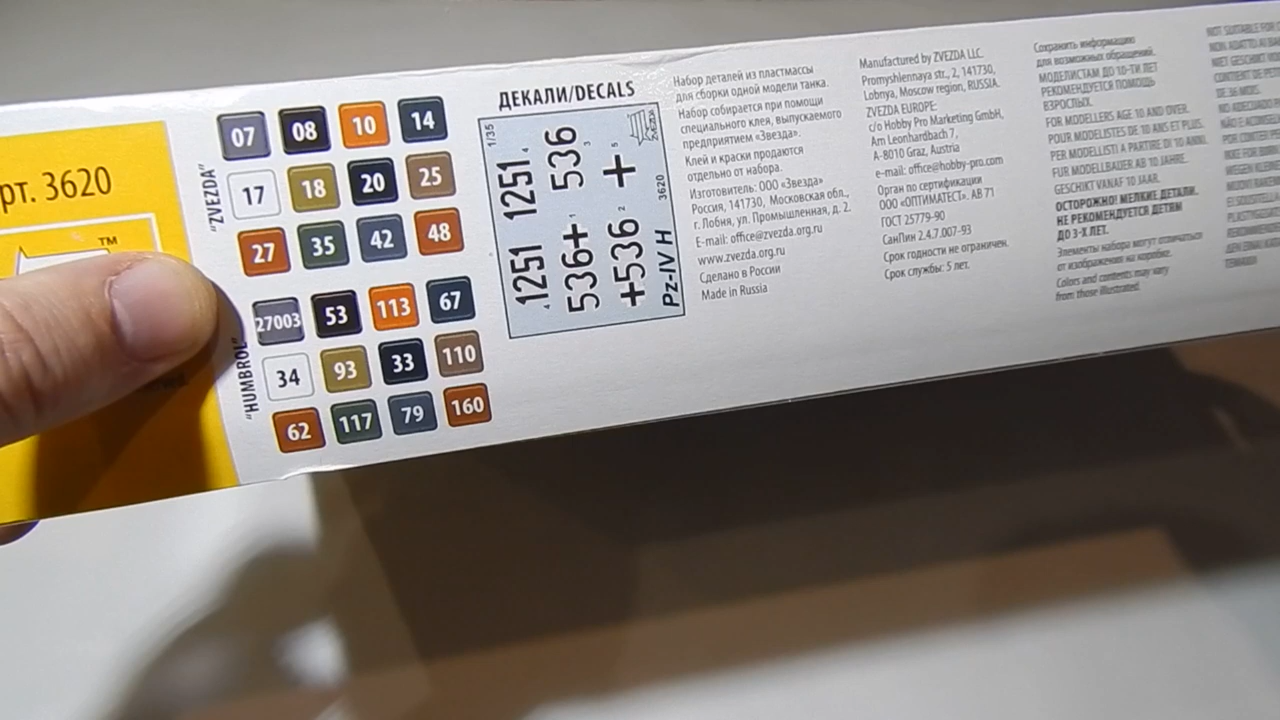 рт. 3620
TM
"ZVEZDA"
07 08 10 14
17 18 20 25
27 35 42 48
"HUMBROL"
27003 53 113 67
34 93 33 110
62 117 79 160
ДЕКАЛИ/DECALS
1/35
1251 1251 4
536+ 1 536 3
+536 2 + 5
Pz-IV H 3620
ZVEZDA
Набор деталей из пластмассы
для сборки одной модели танка.
Набор собирается при помощи
специального клея, выпускаемого
предприятием «Звезда».
Клей и краски продаются
отдельно от набора.
Изготовитель: ООО «Звезда»
Россия, 141730, Московская обл.,
г. Лобня, ул. Промышленная, д. 2.
E-mail: office@zvezda.org.ru
www.zvezda.org.ru
Сделано в России
Made in Russia
Manufactured by ZVEZDA LLC.
Promyshlennaya str., 2, 141730,
Lobnya, Moscow region, RUSSIA.
ZVEZDA EUROPE:
c/o Hobby Pro Marketing GmbH,
Am Leonhardbach 7,
A-8010 Graz, Austria
e-mail: office@hobby-pro.com
Орган по сертификации
ООО «ОПТИМАТЕСТ». АВ 71
ГОСТ 25779-90
СанПин 2.4.7.007-93
Срок годности не ограничен.
Срок службы: 5 лет.
Сохранить информацию
для возможных обращений.
МОДЕЛИСТАМ ДО 10-ТИ ЛЕТ
РЕКОМЕНДУЕТСЯ ПОМОЩЬ
ВЗРОСЛЫХ.
FOR MODELLERS AGE 10 AND OVER.
POUR MODELISTES DE 10 ANS ET PLUS.
PER MODELLISTI A PARTIRE DI 10 ANNI.
FUR MODELLBAUER AB 10 JAHRE.
GESCHIKT VANAF 10 JAAR.
ОСТОРОЖНО! МЕЛКИЕ ДЕТАЛИ.
НЕ РЕКОМЕНДУЕТСЯ ДЕТЯМ
ДО 3-Х ЛЕТ.
Элементы набора могут отличаться
от изображения на коробке.
Colors and contents may vary
from those illustrated.
NOT SUITABLE FOR